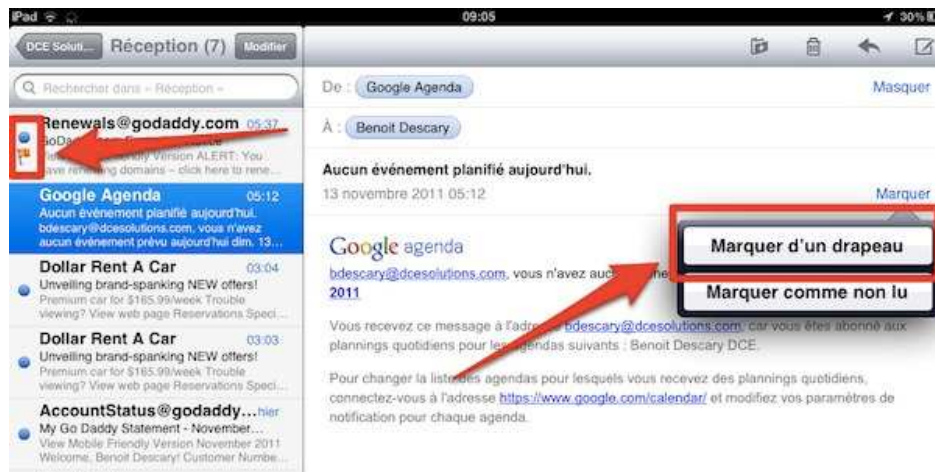 iPad 09:05 30%
DCE Soluti... Réception (7) Modifier
Rechercher dans « Réception »
Renewals@godaddy.com 05:37
Version ALERT: You
domains – click here to rene...
Google Agenda 05:12
Aucun événement planifié aujourd'hui.
bdescary@dcesolutions.com, vous n'avez
aucun événement prévu aujourd'hui dim. 13...
Dollar Rent A Car 03:04
Unveiling brand-spanking NEW offers!
Premium car for $165.99/week Trouble
viewing? View web page Reservations Speci...
Dollar Rent A Car 03:03
Unveiling brand-spanking NEW offers!
Premium car for $165.99/week Trouble
viewing? View web page Reservations Speci...
AccountStatus@godaddy... hier
My Go Daddy Statement - November...
View Mobile Friendly Version November 2011
Welcome, Benoit Descary! Customer Numbe...
De : Google Agenda Masquer
À : Benoit Descary
Aucun événement planifié aujourd'hui.
13 novembre 2011 05:12 Marquer
Google agenda
bdescary@dcesolutions.com, vous n'avez
2011
Marquer d'un drapeau
Marquer comme non lu
Vous recevez ce message à l'adresse bdescary@dcesolutions.com, car vous êtes abonné aux
plannings quotidiens pour les agendas suivants : Benoit Descary DCE.
Pour changer la liste des agendas pour lesquels vous recevez des plannings quotidiens,
connectez-vous à l'adresse https://www.google.com/calendar/ et modifiez vos paramètres de
notification pour chaque agenda.